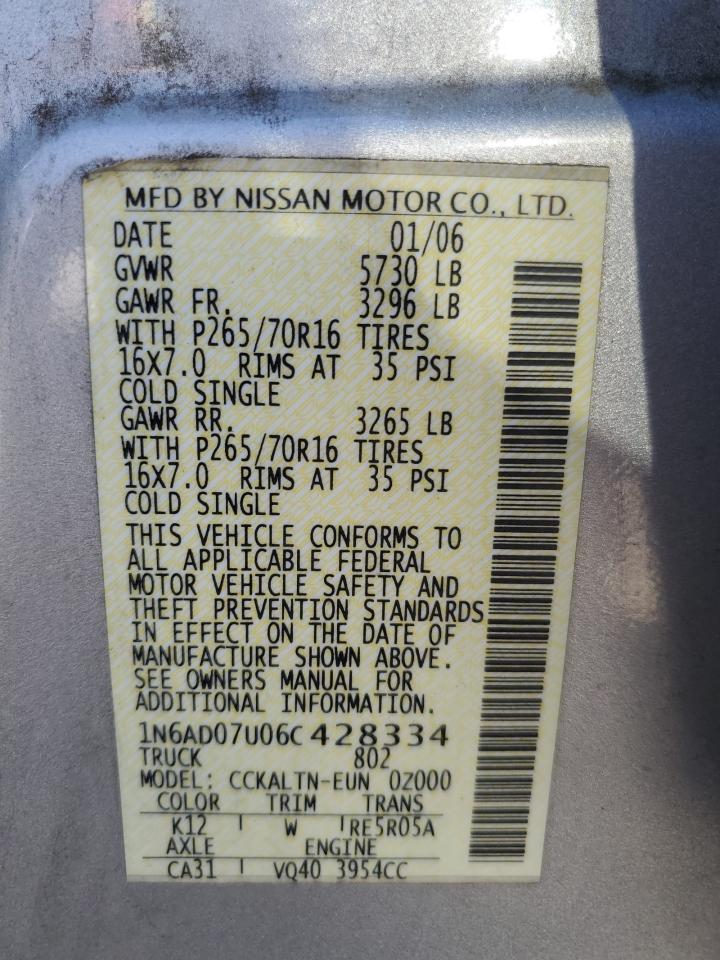 MFD BY NISSAN MOTOR CO., LTD.
DATE 01/06
GVWR 5730 LB
GAWR FR. 3296 LB
WITH P265/70R16 TIRES
16X7.0 RIMS AT 35 PSI
COLD SINGLE
GAWR RR. 3265 LB
WITH P265/70R16 TIRES
16X7.0 RIMS AT 35 PSI
COLD SINGLE
THIS VEHICLE CONFORMS TO
ALL APPLICABLE FEDERAL
MOTOR VEHICLE SAFETY AND
THEFT PREVENTION STANDARDS
IN EFFECT ON THE DATE OF
MANUFACTURE SHOWN ABOVE.
SEE OWNERS MANUAL FOR
ADDITIONAL INFORMATION.
1N6AD07U06C428334
TRUCK 802
MODEL: CCKALTN-EUN 0Z000
COLOR TRIM TRANS
K12 W RE5R05A
AXLE ENGINE
CA31 VQ40 3954CC